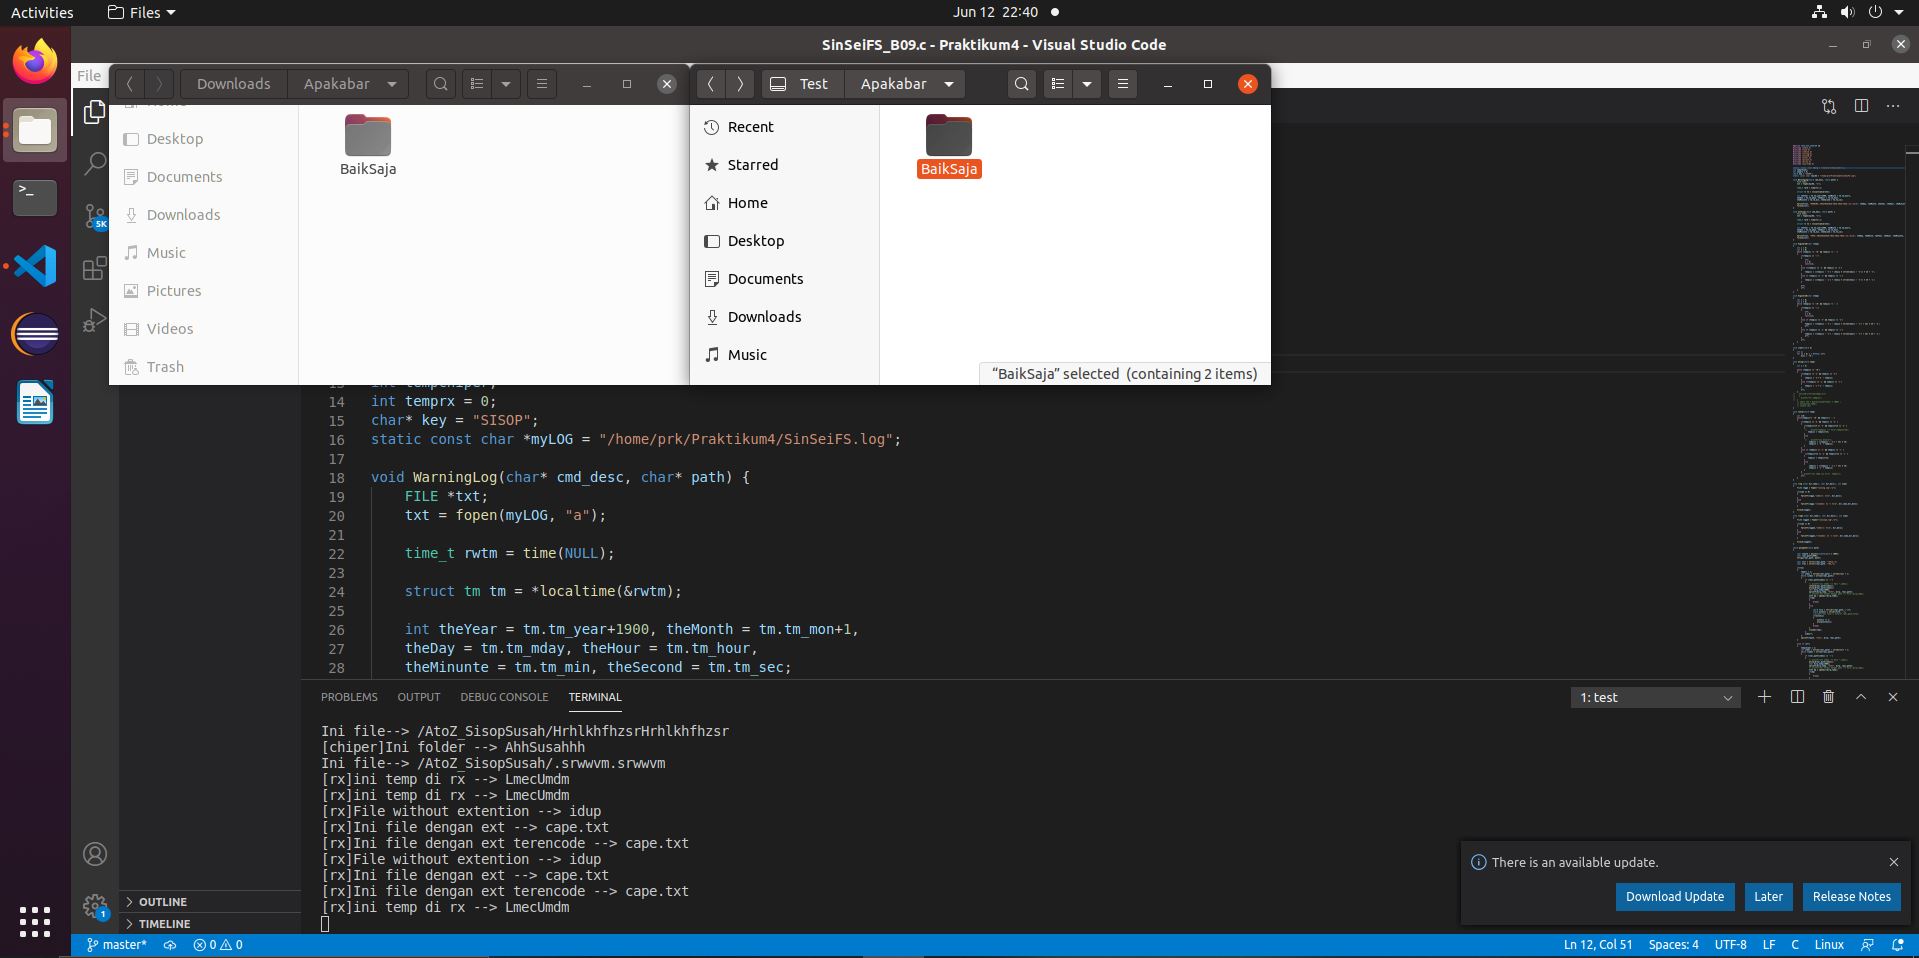 Activities
Files
Jun 12 22:40
SinSeiFS_B09.c - Praktikum4 - Visual Studio Code
File
Downloads
Apakabar
Test
Apakabar
Desktop
Documents
Downloads
Music
Pictures
Videos
Trash
BaikSaja
Recent
Starred
Home
Desktop
Documents
Downloads
Music
BaikSaja
“BaikSaja” selected (containing 2 items)
5K
14 int temprx = 0;
15 char* key = "SISOP";
16 static const char *myLOG = "/home/prk/Praktikum4/SinSeiFS.log";
17
18 void WarningLog(char* cmd_desc, char* path) {
19 FILE *txt;
20 txt = fopen(myLOG, "a");
21
22 time_t rwtm = time(NULL);
23
24 struct tm tm = *localtime(&rwtm);
25
26 int theYear = tm.tm_year+1900, theMonth = tm.tm_mon+1,
27 theDay = tm.tm_mday, theHour = tm.tm_hour,
28 theMinunte = tm.tm_min, theSecond = tm.tm_sec;
PROBLEMS OUTPUT DEBUG CONSOLE TERMINAL
1: test
Ini file--> /AtoZ_SisopSusah/HrhlkhfhzsrHrhlkhfhzsr
[chiper]Ini folder --> AhhSusahhh
Ini file--> /AtoZ_SisopSusah/.srwwvm.srwwvm
[rx]ini temp di rx --> LmecUmdm
[rx]ini temp di rx --> LmecUmdm
[rx]File without extention --> idup
[rx]Ini file dengan ext --> cape.txt
[rx]Ini file dengan ext terencode --> cape.txt
[rx]File without extention --> idup
[rx]Ini file dengan ext --> cape.txt
[rx]Ini file dengan ext terencode --> cape.txt
[rx]ini temp di rx --> LmecUmdm
There is an available update.
Download Update
Later
Release Notes
1
OUTLINE
TIMELINE
master*
0 0
Ln 12, Col 51
Spaces: 4
UTF-8
LF
C
Linux